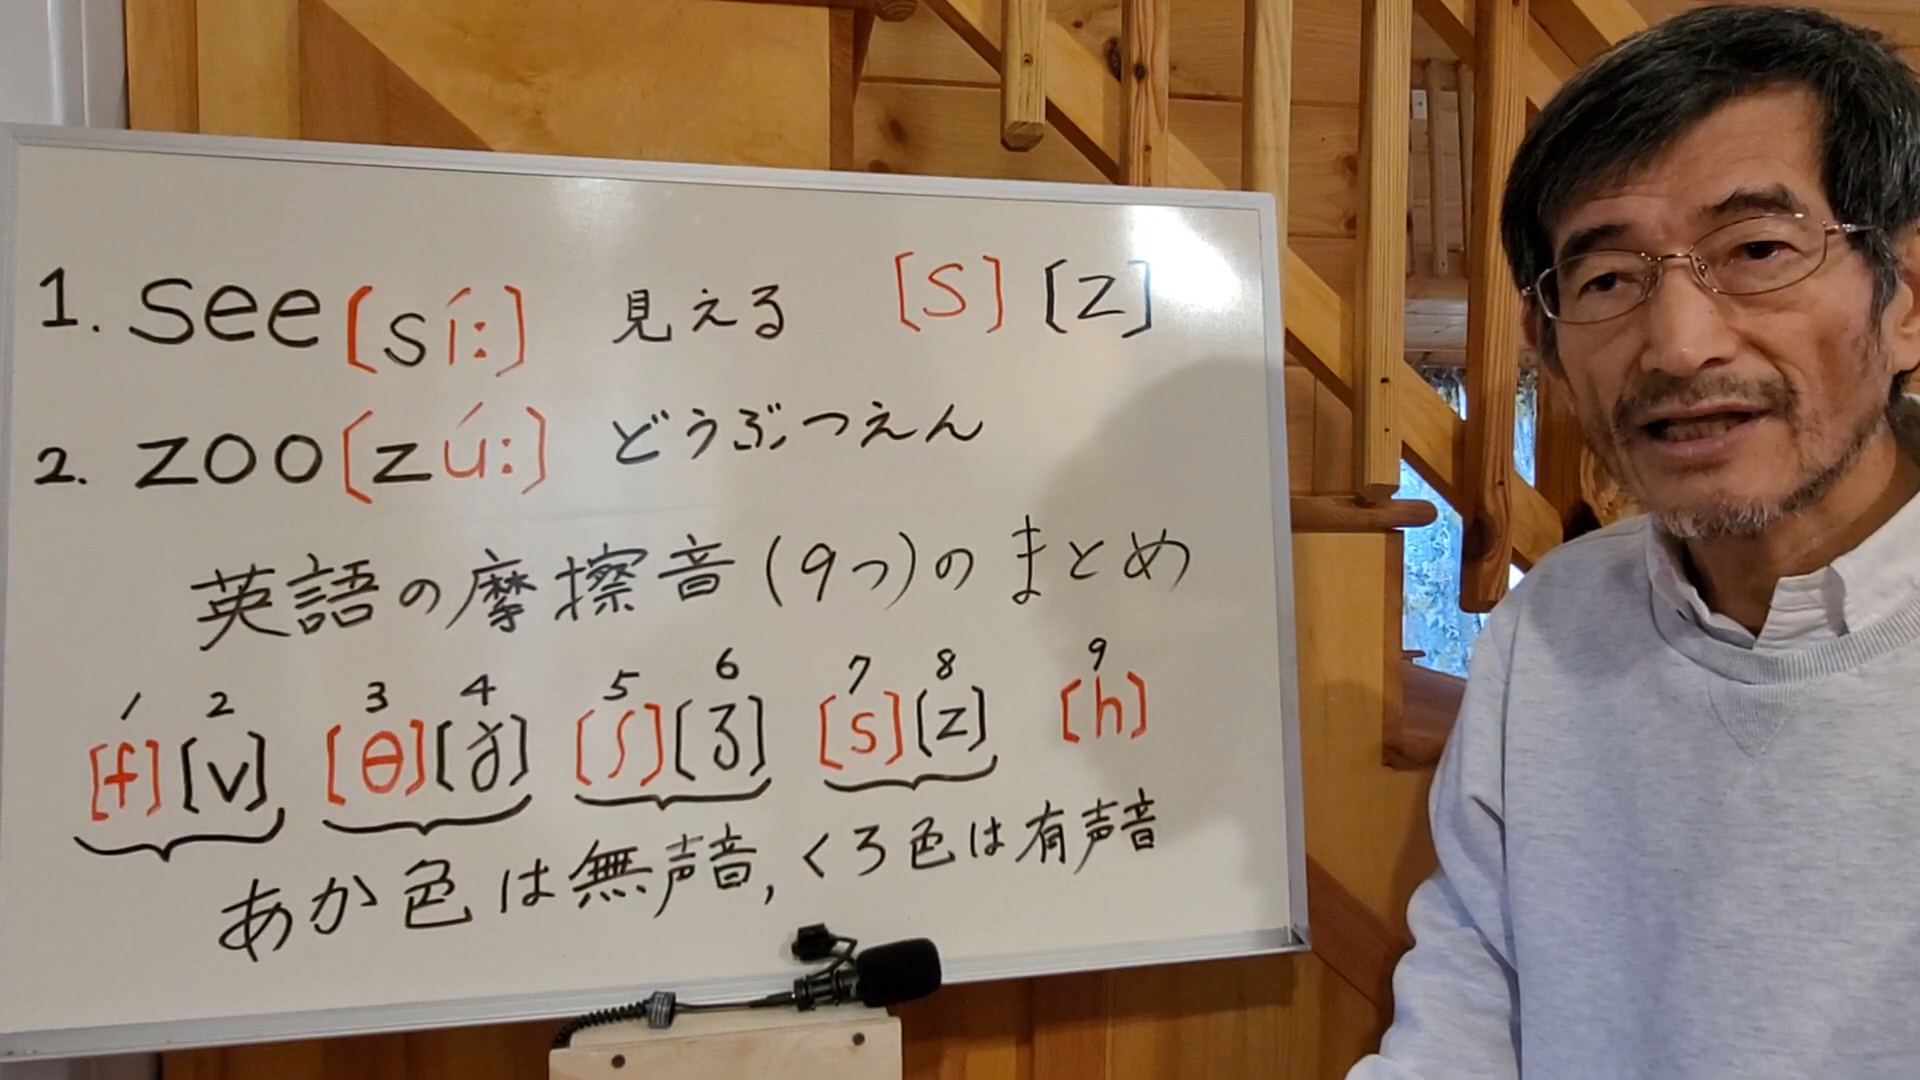 1. see [síː] 見える [s] [z]
2. zoo [zúː] どうぶつえん
英語の摩擦音(9つ)のまとめ
1 2 3 4 5 6 7 8 9
[f] [v] [θ] [ð] [ʃ] [ʒ] [s] [z] [h]
あか色は無声音,くろ色は有声音